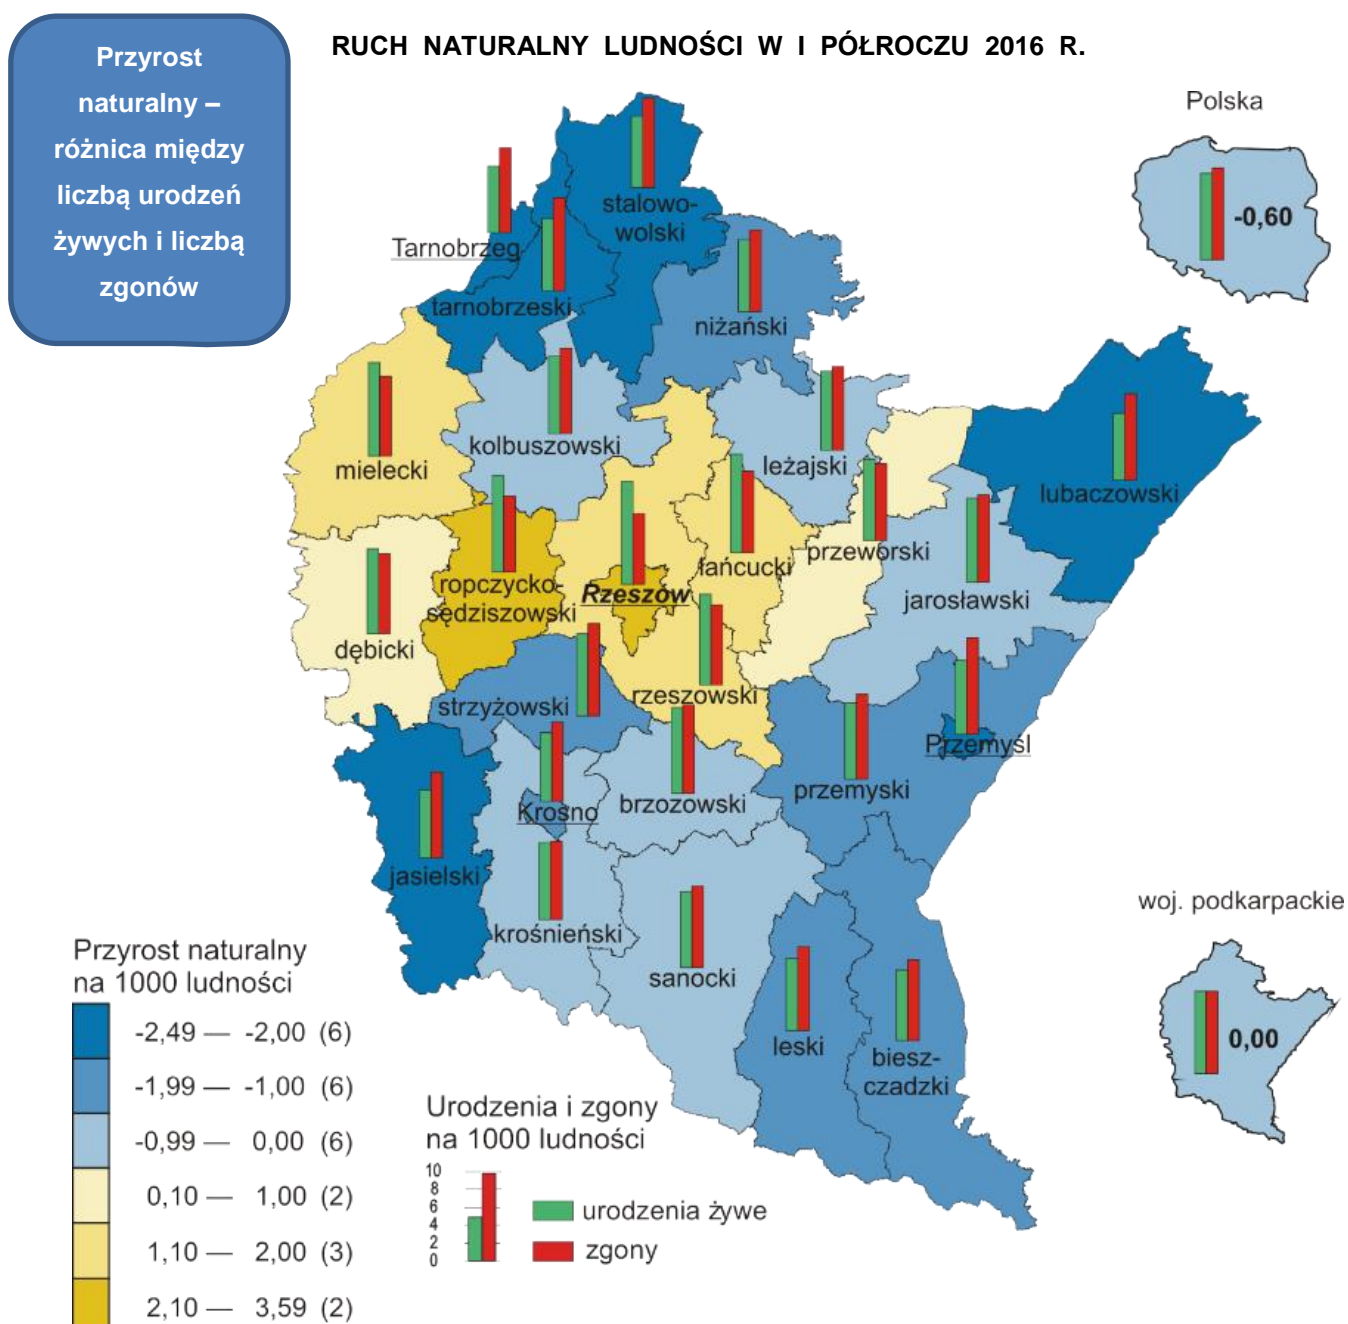 Przyrost
naturalny –
różnica między
liczbą urodzeń
żywych i liczbą
zgonów
RUCH NATURALNY LUDNOŚCI W I PÓŁROCZU 2016 R.
Polska
-0,60
stalowo-
wolski
Tarnobrzeg
tarnobrzeski
niżański
kolbuszowski
mielecki
leżajski
lubaczowski
przeworski
łańcucki
ropczycko-
sędziszowski
Rzeszów
jarosławski
dębicki
rzeszowski
strzyżowski
Przemyśl
przemyski
brzozowski
Krosno
jasielski
krośnieński
sanocki
leski
biesz-
czadzki
woj. podkarpackie
0,00
Przyrost naturalny
na 1000 ludności
-2,49 — -2,00 (6)
-1,99 — -1,00 (6)
-0,99 — 0,00 (6)
0,10 — 1,00 (2)
1,10 — 2,00 (3)
2,10 — 3,59 (2)
Urodzenia i zgony
na 1000 ludności
10
8
6
4
2
0
urodzenia żywe
zgony